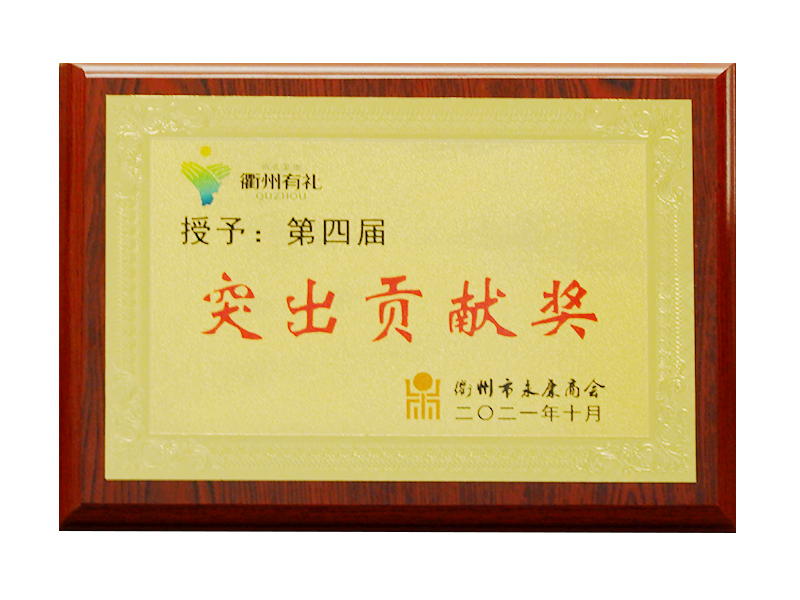 衢州有礼
QUZHOU
授予：第四届
突出贡献奖
衢州市永康商会
二〇二一年十月